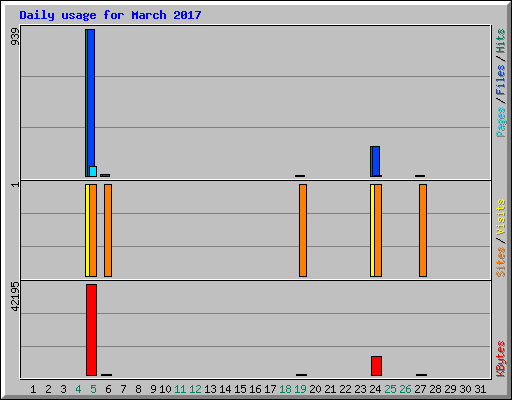 Daily usage for March 2017
939
Pages / Files / Hits
1
Sites / Visits
42195
KBytes
1 2 3 4 5 6 7 8 9 10 11 12 13 14 15 16 17 18 19 20 21 22 23 24 25 26 27 28 29 30 31